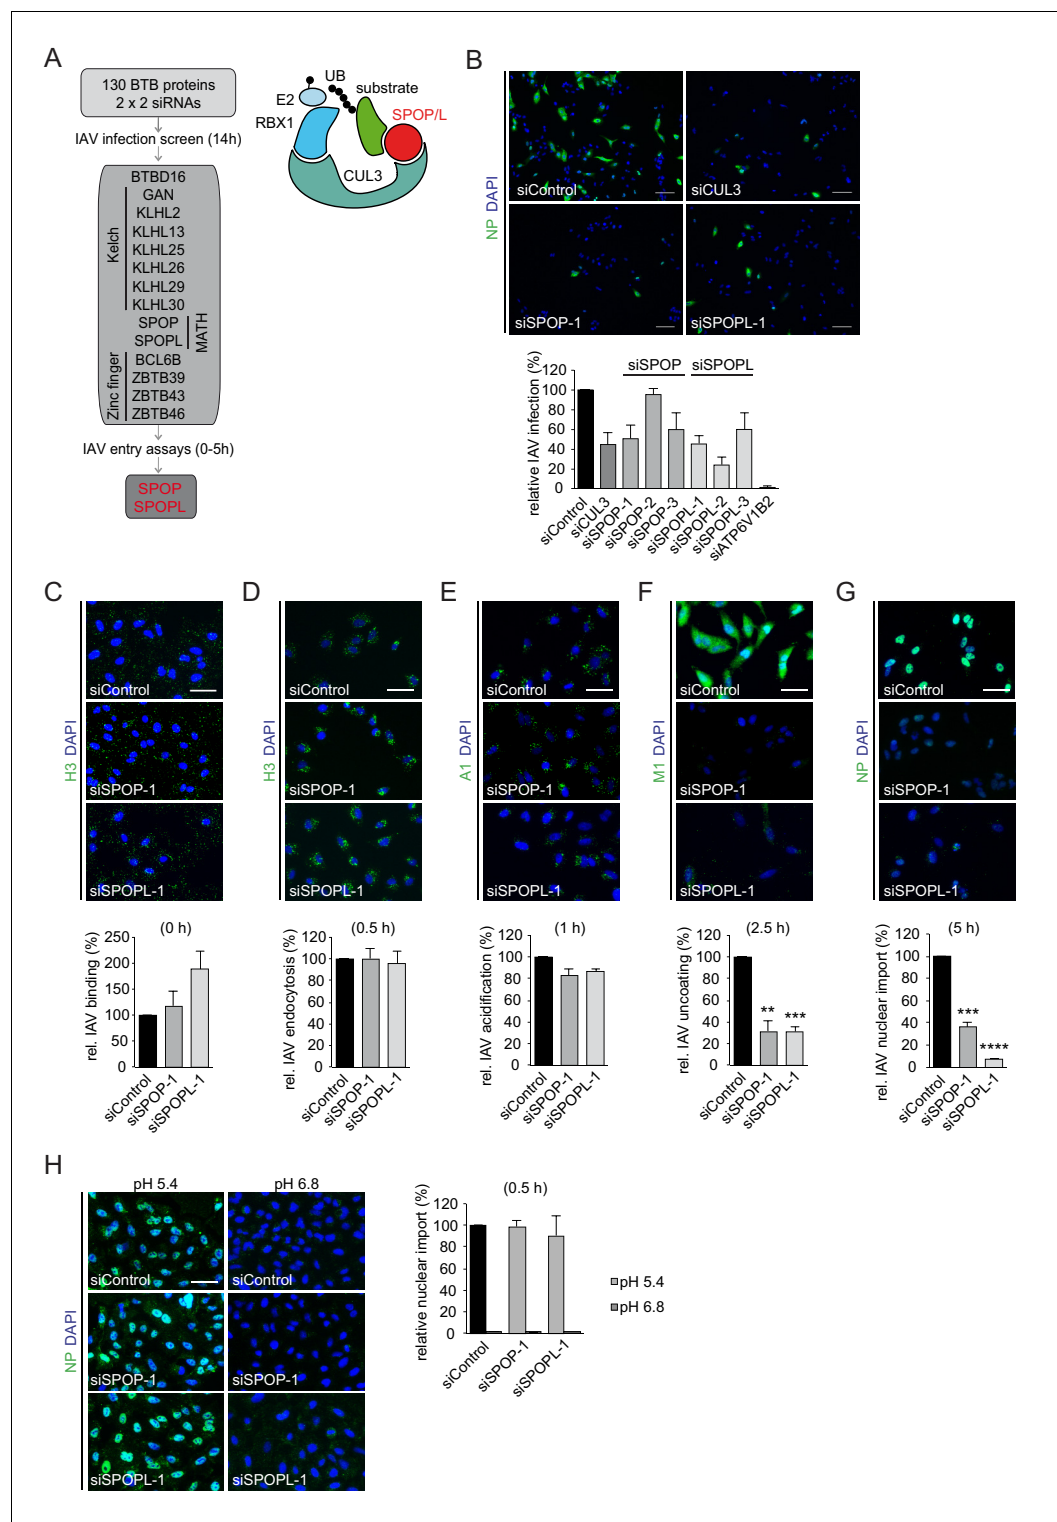 A
130 BTB proteins
2 x 2 siRNAs
IAV infection screen (14h)
BTBD16
GAN
KLHL2
KLHL13
KLHL25
KLHL26
KLHL29
KLHL30
Kelch
SPOP
SPOPL
MATH
BCL6B
ZBTB39
ZBTB43
ZBTB46
Zinc finger
IAV entry assays (0-5h)
SPOP
SPOPL
UB
E2
substrate
RBX1
SPOP/L
CUL3
B
NP DAPI
siControl
siCUL3
siSPOP-1
siSPOPL-1
relative IAV infection (%)
120
100
80
60
40
20
0
siSPOP
siSPOPL
siControl
siCUL3
siSPOP-1
siSPOP-2
siSPOP-3
siSPOPL-1
siSPOPL-2
siSPOPL-3
siATP6V1B2
C
H3 DAPI
siControl
siSPOP-1
siSPOPL-1
(0 h)
rel. IAV binding (%)
250
200
150
100
50
0
siControl
siSPOP-1
siSPOPL-1
D
H3 DAPI
siControl
siSPOP-1
siSPOPL-1
(0.5 h)
rel. IAV endocytosis (%)
120
100
80
60
40
20
0
siControl
siSPOP-1
siSPOPL-1
E
A1 DAPI
siControl
siSPOP-1
siSPOPL-1
(1 h)
rel. IAV acidification (%)
120
100
80
60
40
20
0
siControl
siSPOP-1
siSPOPL-1
F
M1 DAPI
siControl
siSPOP-1
siSPOPL-1
(2.5 h)
rel. IAV uncoating (%)
120
100
80
60
40
20
0
**
***
siControl
siSPOP-1
siSPOPL-1
G
NP DAPI
siControl
siSPOP-1
siSPOPL-1
(5 h)
rel. IAV nuclear import (%)
120
100
80
60
40
20
0
***
****
siControl
siSPOP-1
siSPOPL-1
H
pH 5.4
pH 6.8
NP DAPI
siControl
siControl
siSPOP-1
siSPOP-1
siSPOPL-1
siSPOPL-1
(0.5 h)
relative nuclear import (%)
120
100
80
60
40
20
0
siControl
siSPOP-1
siSPOPL-1
pH 5.4
pH 6.8